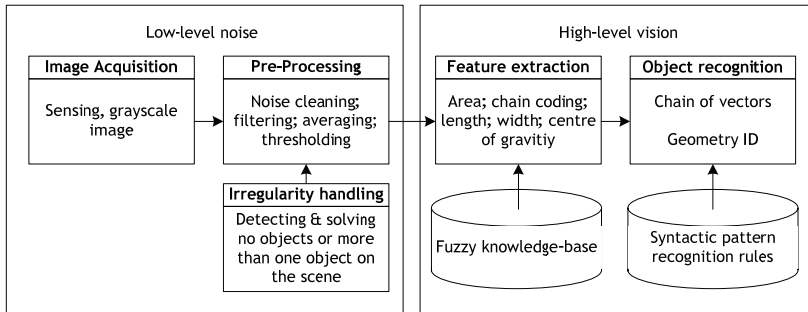 Low-level noise
High-level vision
Image Acquisition
Sensing, grayscale
image
Pre-Processing
Noise cleaning;
filtering; averaging;
thresholding
Feature extraction
Area; chain coding;
length; width; centre
of gravitiy
Object recognition
Chain of vectors
Geometry ID
Irregularity handling
Detecting & solving
no objects or more
than one object on
the scene
Fuzzy knowledge-base
Syntactic pattern
recognition rules